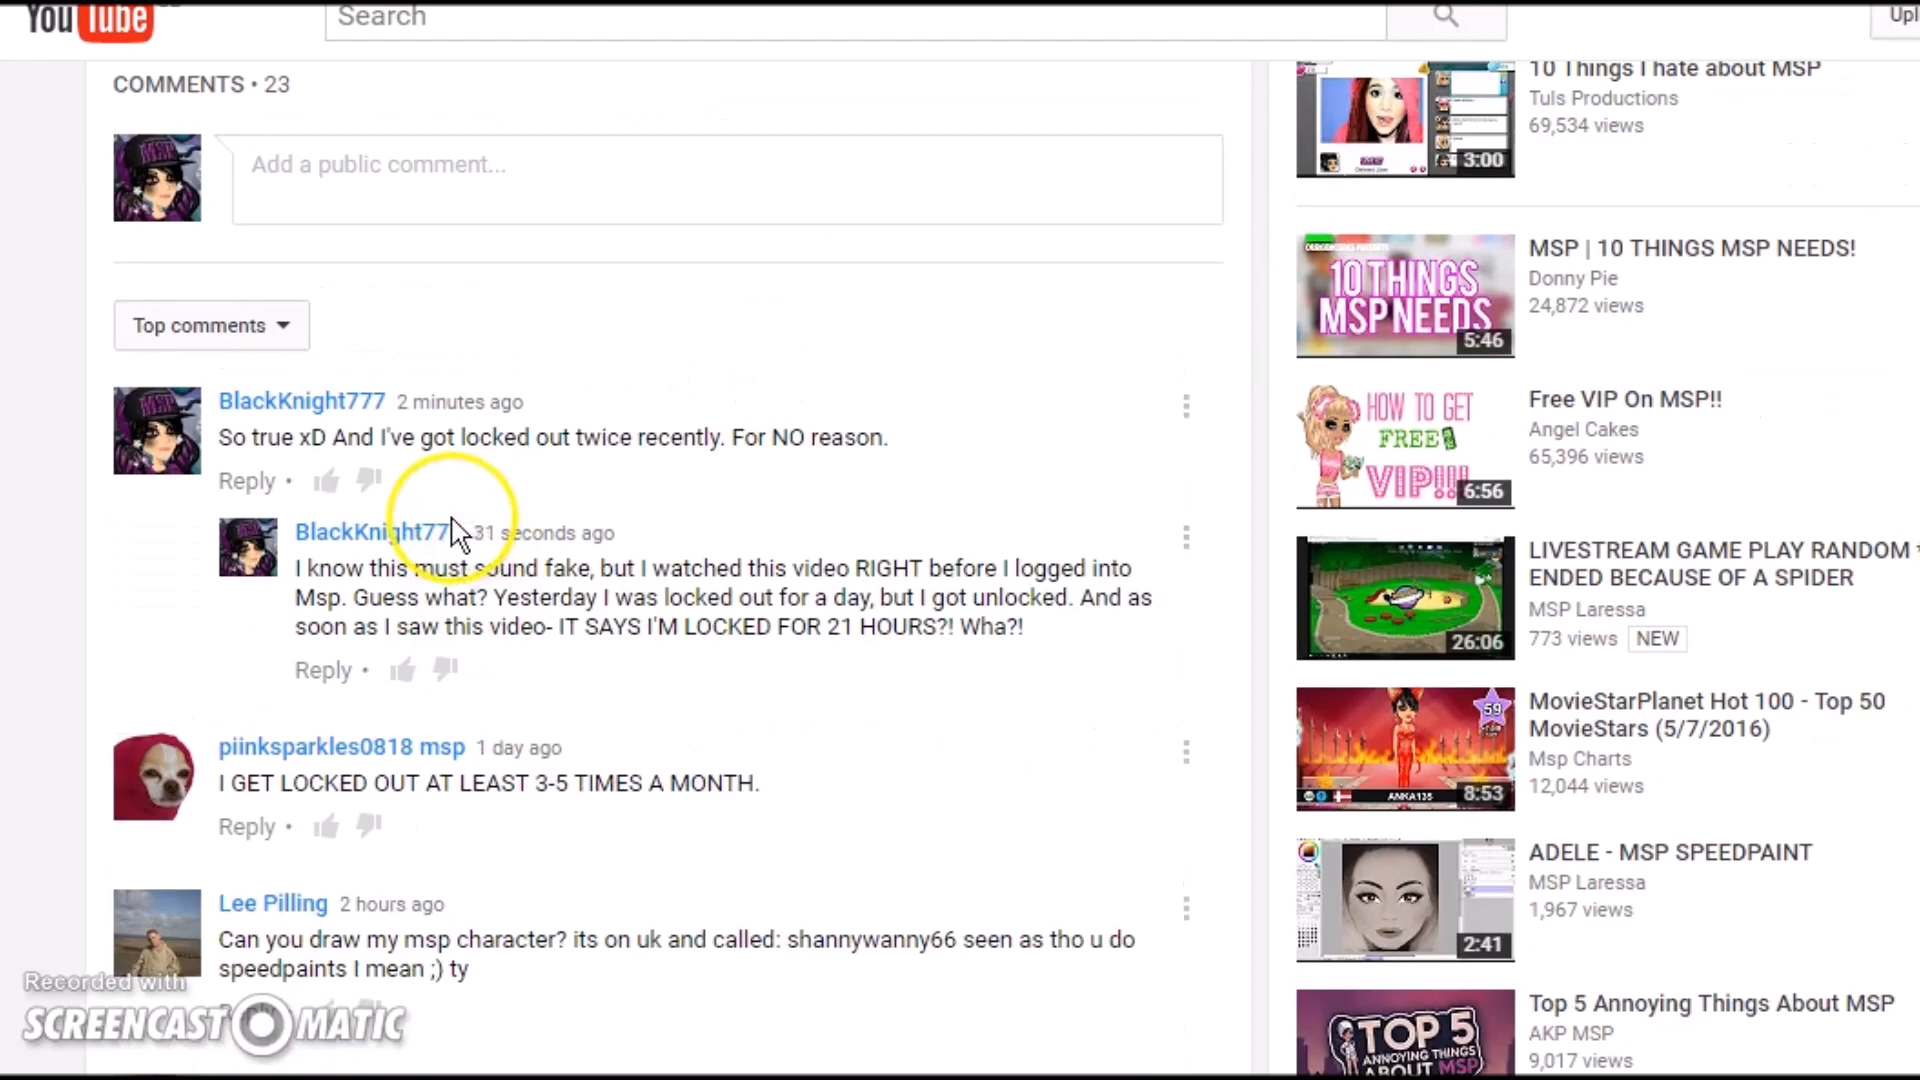 YouTube
Search
Upl
COMMENTS • 23
Add a public comment...
Top comments
BlackKnight777 2 minutes ago
So true xD And I've got locked out twice recently. For NO reason.
Reply •
BlackKnight77 31 seconds ago
I know this must sound fake, but I watched this video RIGHT before I logged into
Msp. Guess what? Yesterday I was locked out for a day, but I got unlocked. And as
soon as I saw this video- IT SAYS I'M LOCKED FOR 21 HOURS?! Wha?!
Reply •
piinksparkles0818 msp 1 day ago
I GET LOCKED OUT AT LEAST 3-5 TIMES A MONTH.
Reply •
Lee Pilling 2 hours ago
Can you draw my msp character? its on uk and called: shannywanny66 seen as tho u do
speedpaints I mean ;) ty
Recorded with
SCREENCAST MATIC
10 Things I hate about MSP
Tuls Productions
69,534 views
3:00
10 THINGS
MSP NEEDS
5:46
MSP | 10 THINGS MSP NEEDS!
Donny Pie
24,872 views
HOW TO GET
FREE
VIP!!!
6:56
Free VIP On MSP!!
Angel Cakes
65,396 views
26:06
LIVESTREAM GAME PLAY RANDOM
ENDED BECAUSE OF A SPIDER
MSP Laressa
773 views NEW
59
ANKA135
8:53
MovieStarPlanet Hot 100 - Top 50
MovieStars (5/7/2016)
Msp Charts
12,044 views
2:41
ADELE - MSP SPEEDPAINT
MSP Laressa
1,967 views
TOP 5
ANNOYING THINGS
ABOUT MSP
Top 5 Annoying Things About MSP
AKP MSP
9,017 views